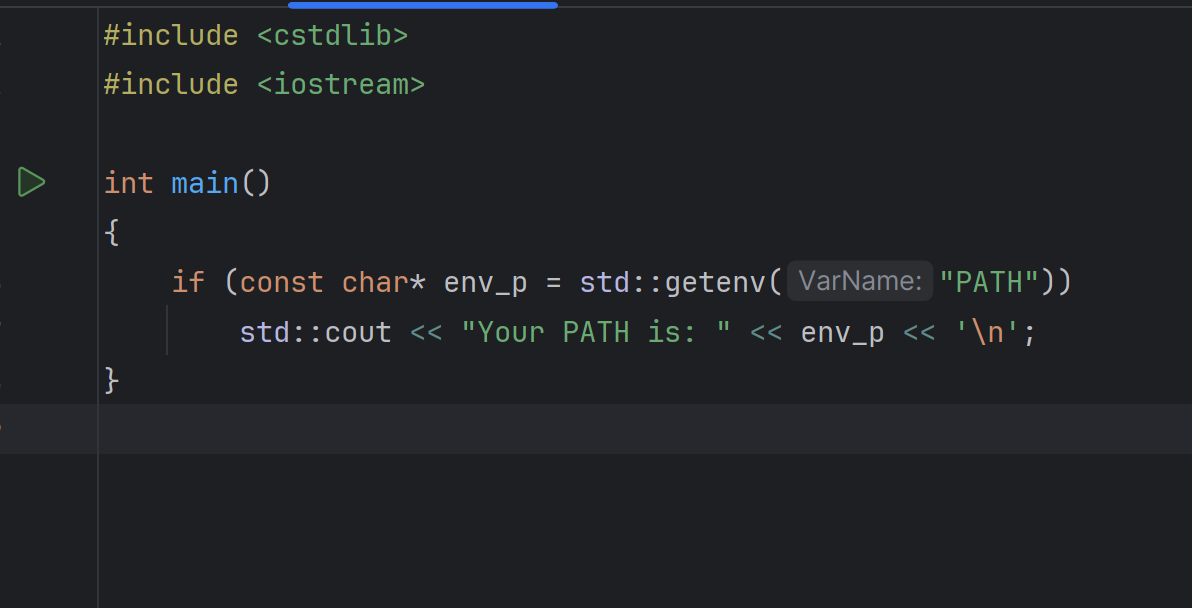 #include <cstdlib>
#include <iostream>
int main()
{
if (const char* env_p = std::getenv( VarName: "PATH"))
std::cout << "Your PATH is: " << env_p << '\n';
}